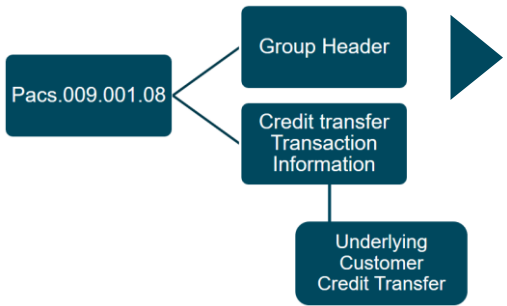 Pacs.009.001.08
Group Header
Credit transfer
Transaction
Information
Underlying
Customer
Credit Transfer